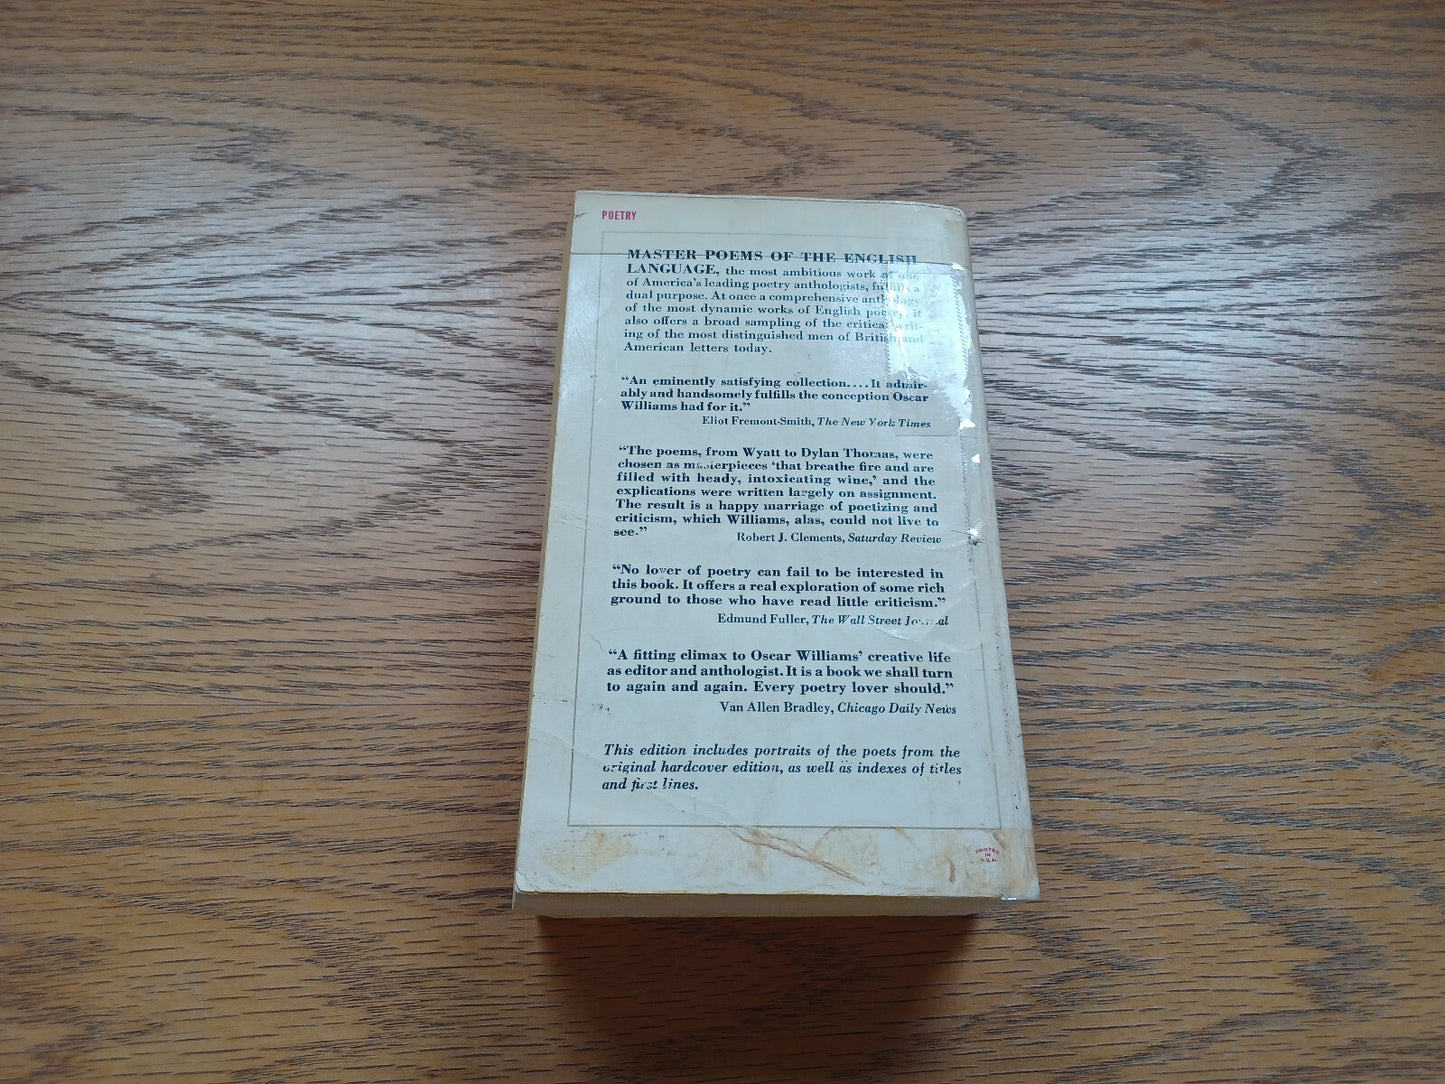 POETRY
MASTER POEMS OF THE ENGLISH
LANGUAGE, the most ambitious work of one
of America's leading poetry anthologists, fulfills a
dual purpose. At once a comprehensive anthology
of the most dynamic works of English poetry, it
also offers a broad sampling of the critical writ-
ing of the most distinguished men of British and
American letters today.
“An eminently satisfying collection....It admir-
ably and handsomely fulfills the conception Oscar
Williams had for it.”
Eliot Fremont-Smith, The New York Times
“The poems, from Wyatt to Dylan Thomas, were
chosen as masterpieces ‘that breathe fire and are
filled with heady, intoxicating wine,’ and the
explications were written largely on assignment.
The result is a happy marriage of poetizing and
criticism, which Williams, alas, could not live to
see.”
Robert J. Clements, Saturday Review
“No lover of poetry can fail to be interested in
this book. It offers a real exploration of some rich
ground to those who have read little criticism.”
Edmund Fuller, The Wall Street Journal
“A fitting climax to Oscar Williams’ creative life
as editor and anthologist. It is a book we shall turn
to again and again. Every poetry lover should.”
Van Allen Bradley, Chicago Daily News
This edition includes portraits of the poets from the
original hardcover edition, as well as indexes of titles
and first lines.
PRINTED
IN
U.S.A.